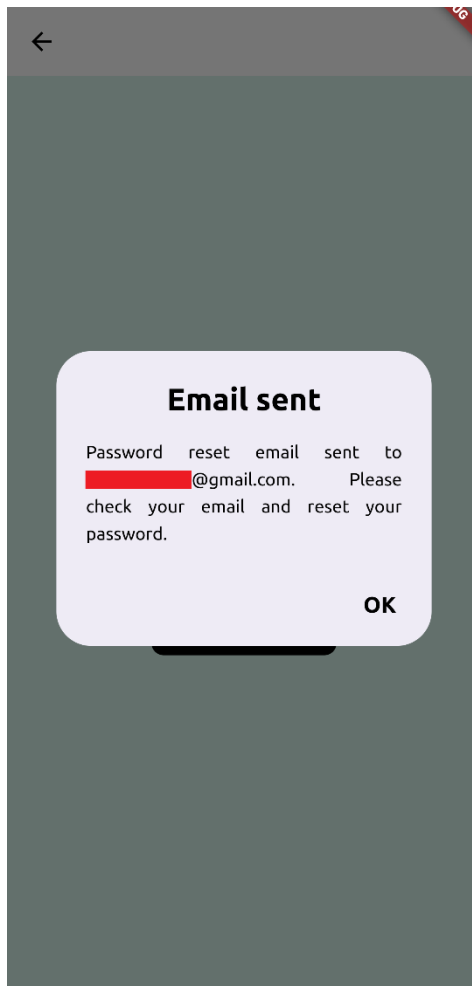 Email sent
Password reset email sent to
@gmail.com. Please
check your email and reset your
password.
OK